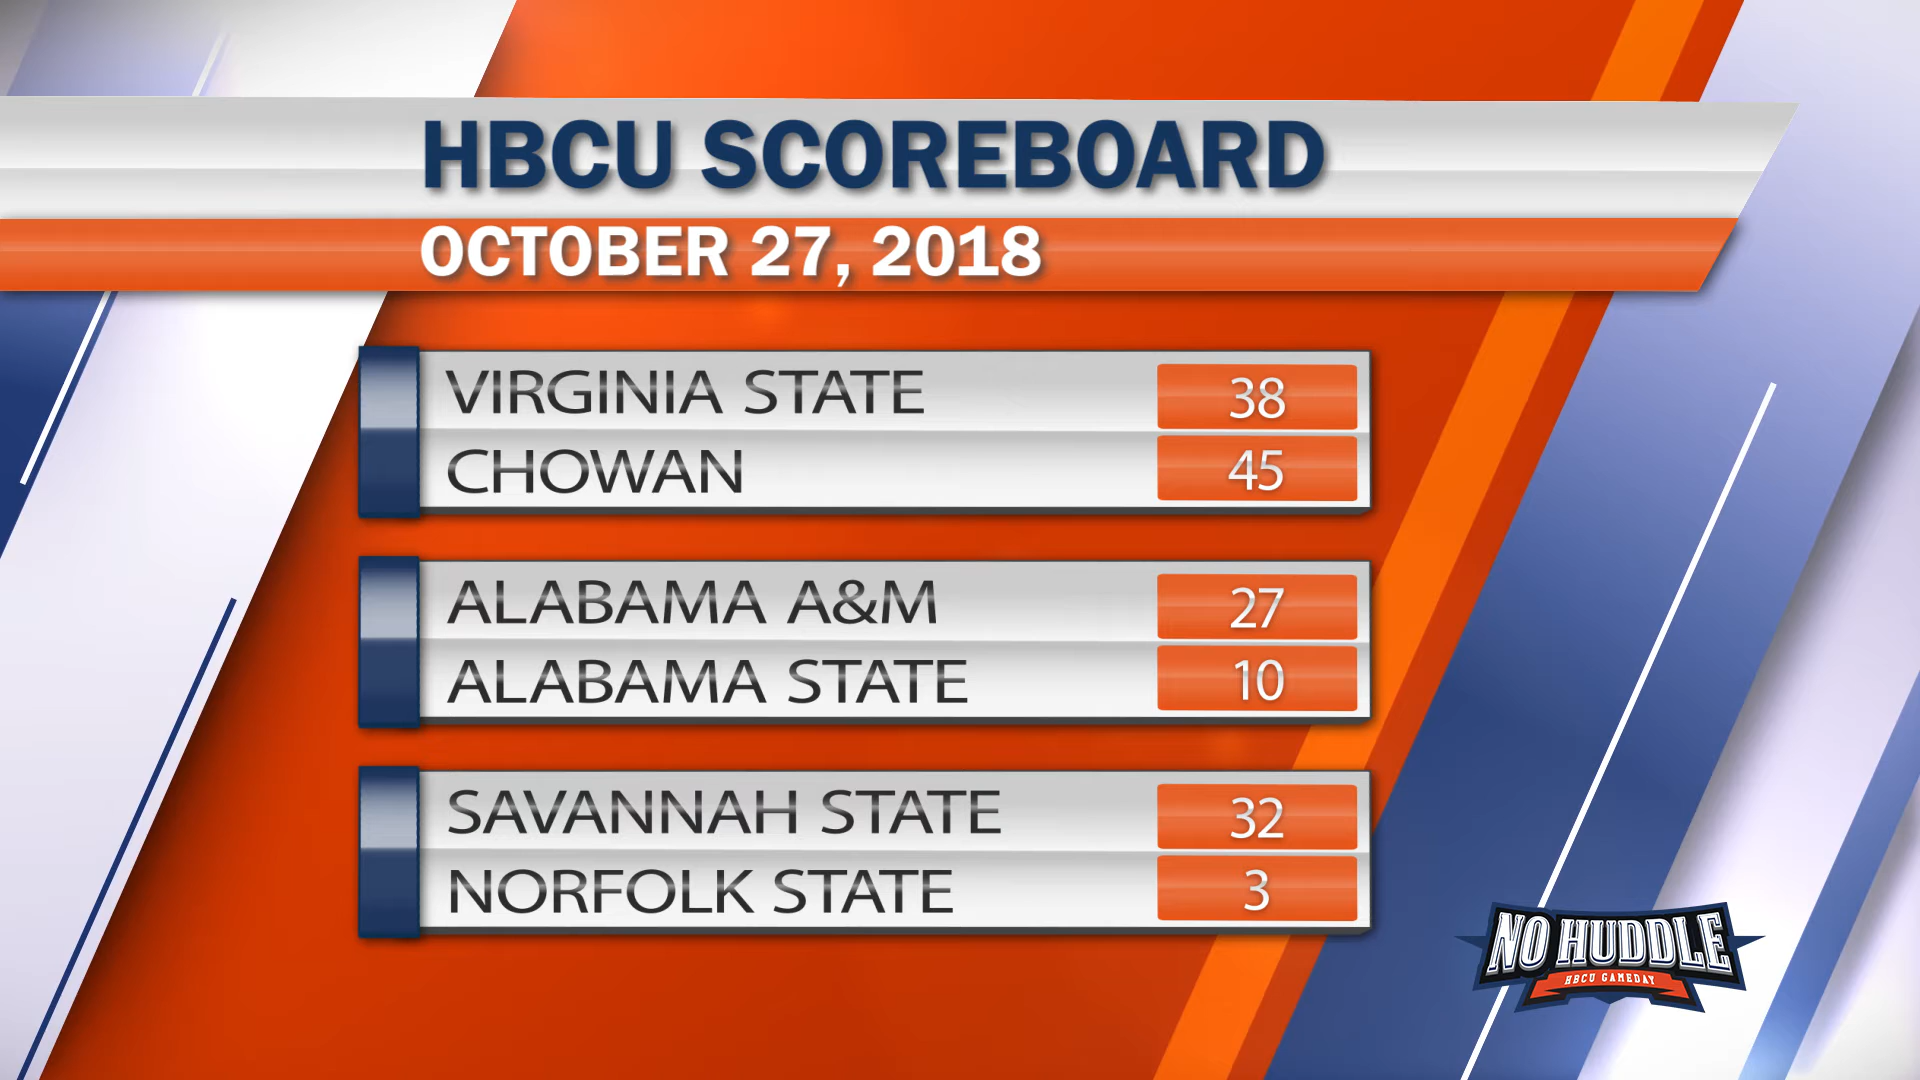 HBCU SCOREBOARD
OCTOBER 27, 2018
VIRGINIA STATE 38
CHOWAN 45
ALABAMA A&M 27
ALABAMA STATE 10
SAVANNAH STATE 32
NORFOLK STATE 3
NO HUDDLE
HBCU GAMEDAY